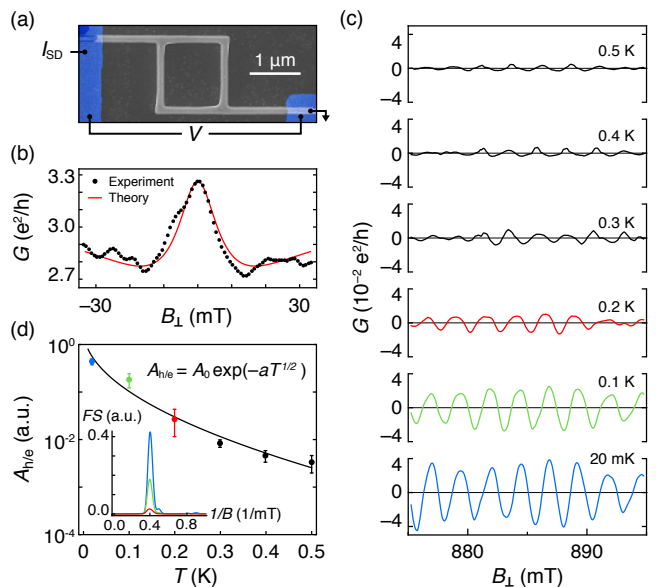 (a)
I_SD
1 µm
V
(b)
3.3
3.0
2.7
G (e²/h)
Experiment
Theory
−30
0
30
B⊥ (mT)
(d)
10⁰
10⁻²
10⁻⁴
A_h/e (a.u.)
A_h/e = A₀ exp(−aT^1/2)
FS (a.u.)
0.4
0.2
0.0
0.0
0.4
0.8
1/B (1/mT)
0.0
0.1
0.2
0.3
0.4
0.5
T (K)
(c)
4
0
−4
0.5 K
4
0
−4
0.4 K
4
0
−4
0.3 K
4
0
−4
0.2 K
4
0
−4
0.1 K
4
0
−4
20 mK
G (10⁻² e²/h)
880
890
B⊥ (mT)